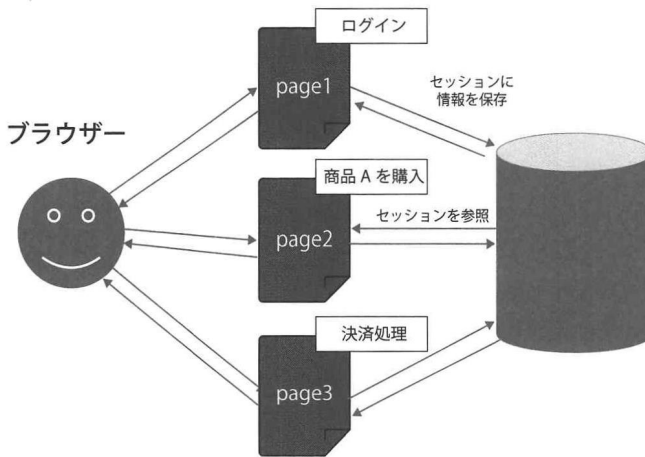 ログイン
page1
セッションに
情報を保存
ブラウザー
商品 A を購入
page2
セッションを参照
決済処理
page3